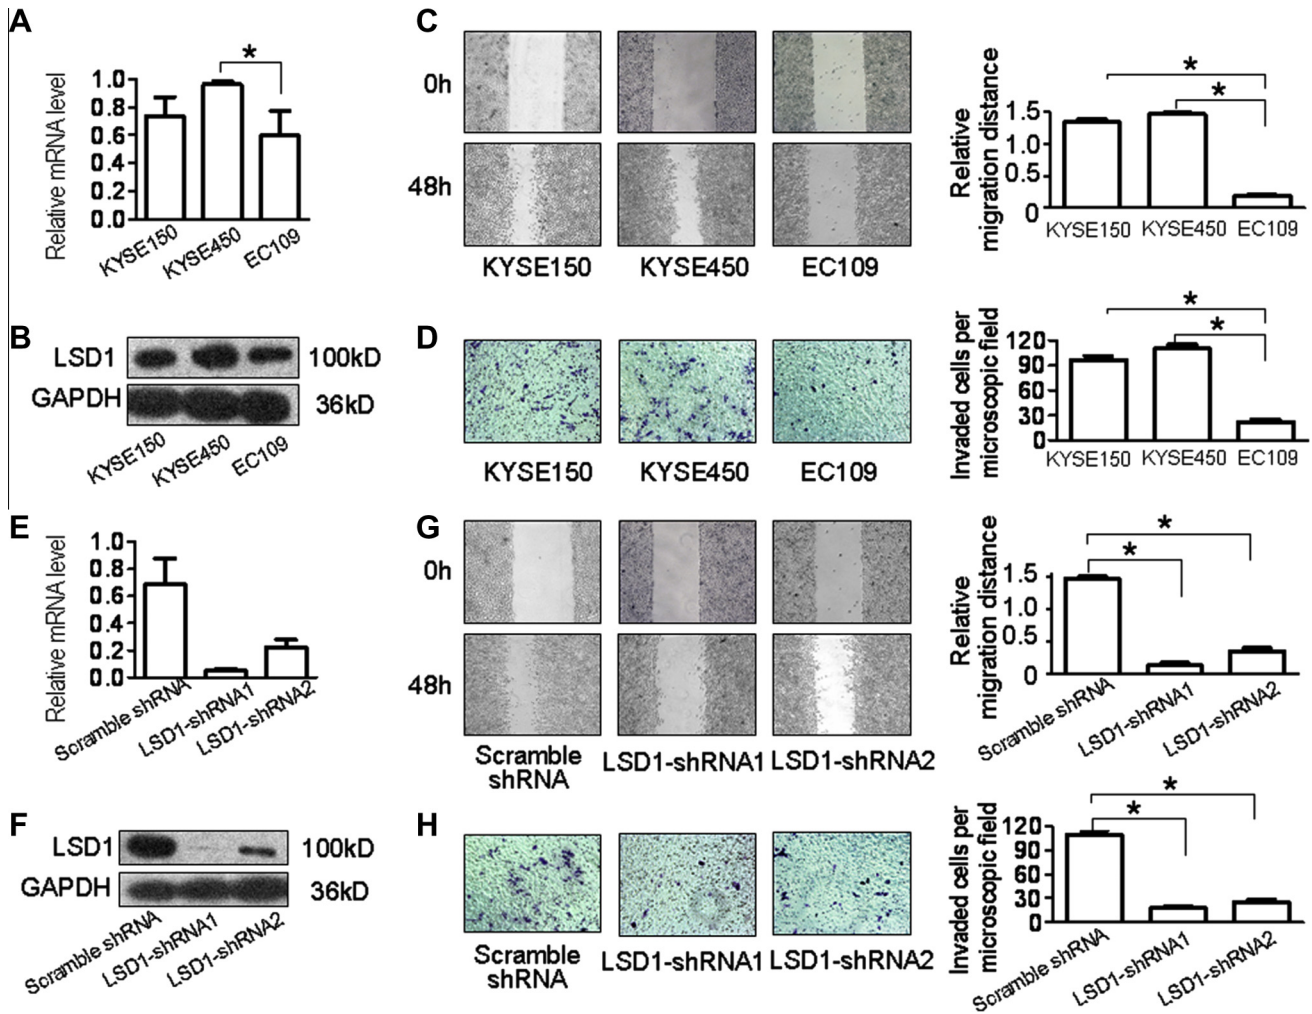 A
Relative mRNA level
1.0
0.8
0.6
0.4
0.2
0.0
*
KYSE150
KYSE450
EC109
B
LSD1
100kD
GAPDH
36kD
KYSE150
KYSE450
EC109
C
0h
48h
KYSE150
KYSE450
EC109
Relative
migration distance
1.5
1.0
0.5
0
*
*
KYSE150
KYSE450
EC109
D
KYSE150
KYSE450
EC109
Invaded cells per
microscopic field
120
90
60
30
0
*
*
KYSE150
KYSE450
EC109
E
Relative mRNA level
1.0
0.8
0.6
0.4
0.2
0.0
Scramble shRNA
LSD1-shRNA1
LSD1-shRNA2
F
LSD1
100kD
GAPDH
36kD
Scramble shRNA
LSD1-shRNA1
LSD1-shRNA2
G
0h
48h
Scramble
shRNA
LSD1-shRNA1
LSD1-shRNA2
Relative
migration distance
1.5
1.0
0.5
0
*
*
Scramble shRNA
LSD1-shRNA1
LSD1-shRNA2
H
Scramble
shRNA
LSD1-shRNA1
LSD1-shRNA2
Invaded cells per
microscopic field
120
90
60
30
0
*
*
Scramble shRNA
LSD1-shRNA1
LSD1-shRNA2